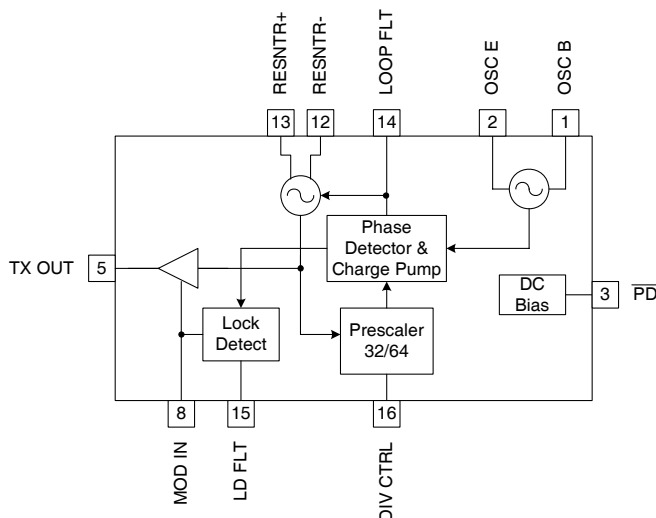 RESNTR+
RESNTR-
LOOP FLT
OSC E
OSC B
13
12
14
2
1
Phase
Detector &
Charge Pump
TX OUT
5
DC
Bias
3
PD
Lock
Detect
Prescaler
32/64
8
15
16
MOD IN
LD FLT
DIV CTRL